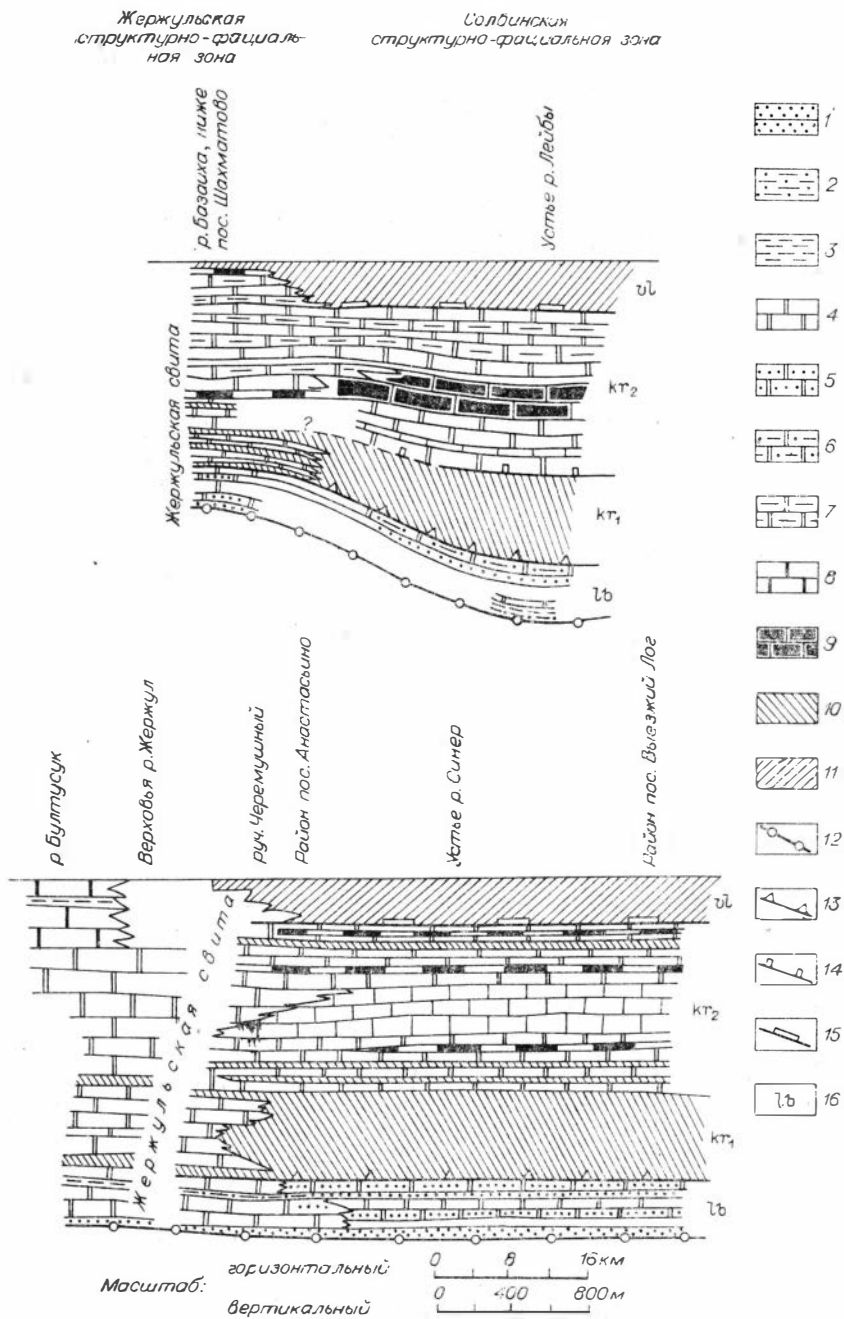 Жержульская
структурно-фациаль-
ная зона
Солбинская
структурно-фациальная зона
р. Базаиха, ниже
пос. Шахматово
Устье р. Лейбы
Жержульская свита
?
vl
kr₂
kr₁
lb
р Бултусук
Верховья р. Жержул
руч. Черемушный
Район пос. Анастасьино
Устье р. Синер
Район пос. Выезжий Лог
Жержульская свита
vl
kr₂
kr₁
lb
1
2
3
4
5
6
7
8
9
10
11
12
13
14
15
lb 16
Масштаб:
горизонтальный
0 8 16 км
вертикальный
0 400 800 м